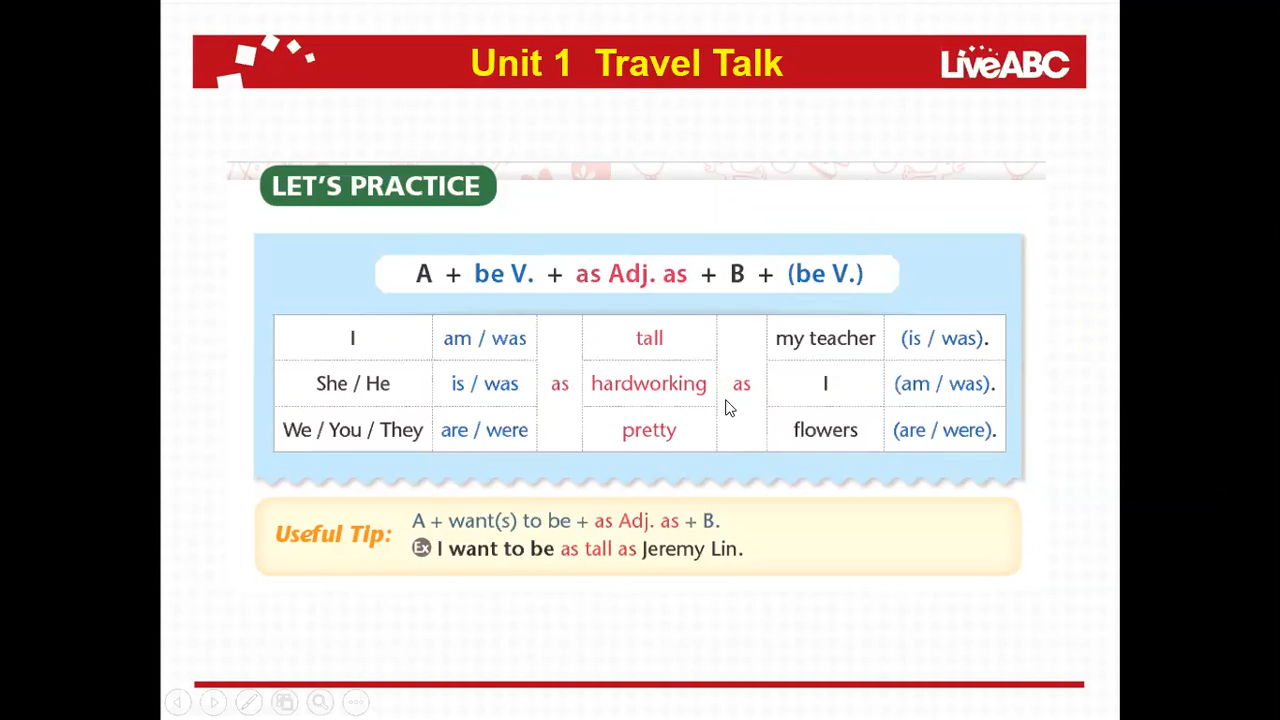 Unit 1 Travel Talk
LiveABC
LET'S PRACTICE
A + be V. + as Adj. as + B + (be V.)
I am / was tall my teacher (is / was).
She / He is / was as hardworking as I (am / was).
We / You / They are / were pretty flowers (are / were).
Useful Tip:
A + want(s) to be + as Adj. as + B.
Ex I want to be as tall as Jeremy Lin.